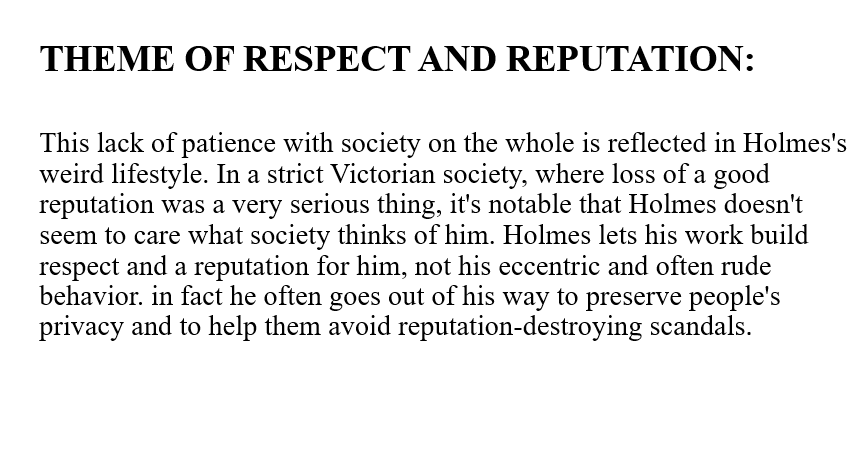 THEME OF RESPECT AND REPUTATION:
This lack of patience with society on the whole is reflected in Holmes's
weird lifestyle. In a strict Victorian society, where loss of a good
reputation was a very serious thing, it's notable that Holmes doesn't
seem to care what society thinks of him. Holmes lets his work build
respect and a reputation for him, not his eccentric and often rude
behavior. in fact he often goes out of his way to preserve people's
privacy and to help them avoid reputation-destroying scandals.